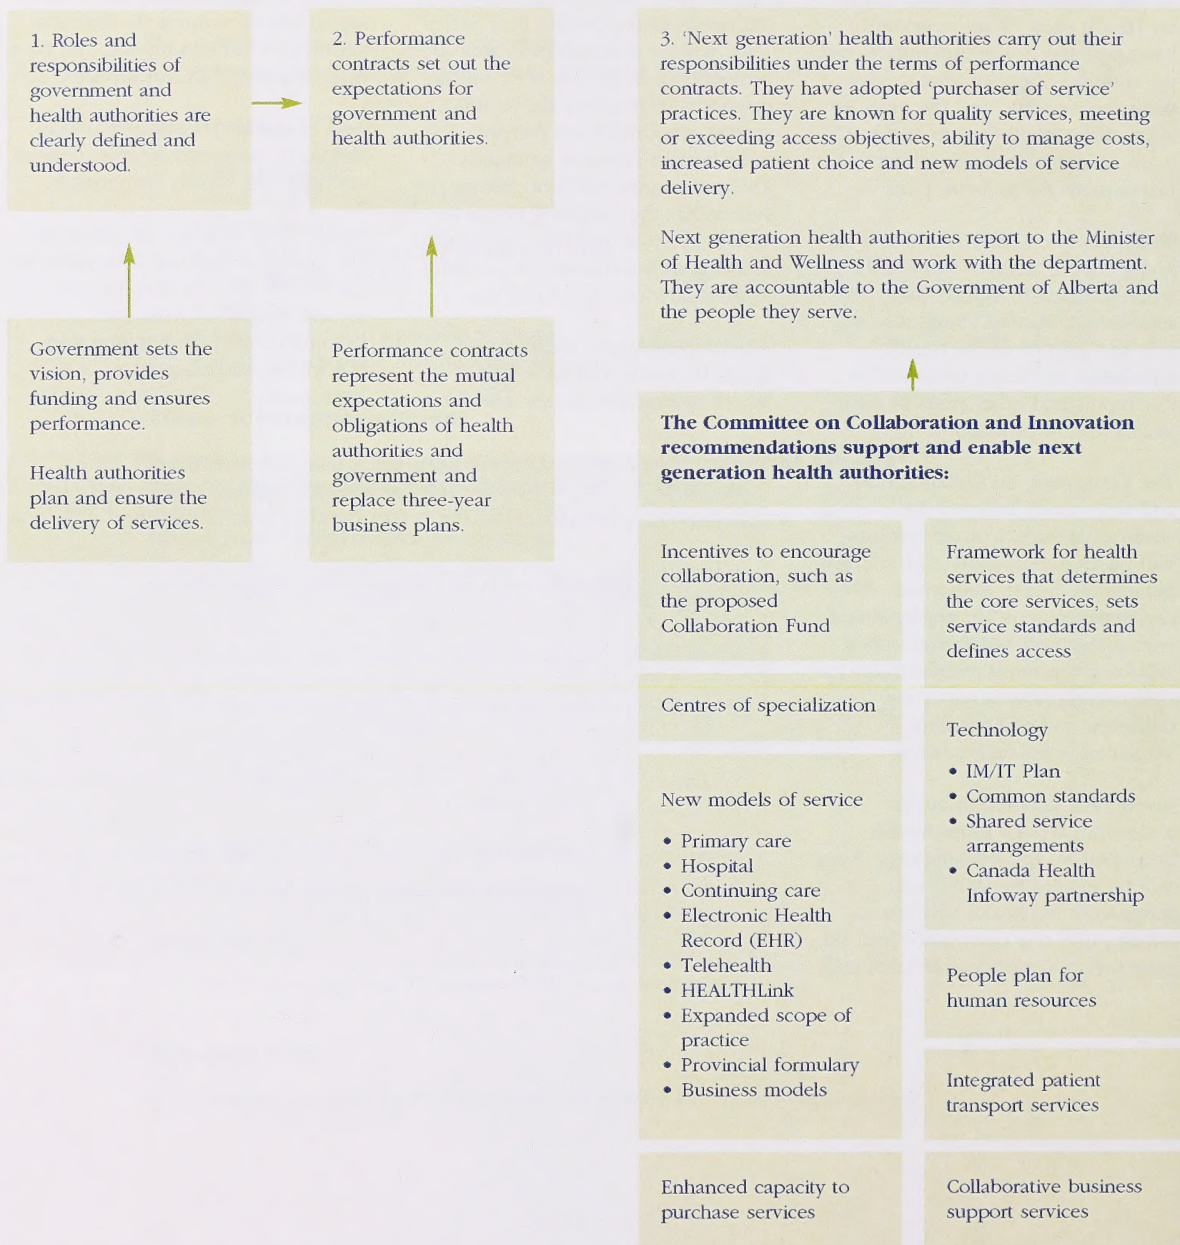 1. Roles and
responsibilities of
government and
health authorities are
clearly defined and
understood.
2. Performance
contracts set out the
expectations for
government and
health authorities.
3. ‘Next generation’ health authorities carry out their
responsibilities under the terms of performance
contracts. They have adopted ‘purchaser of service’
practices. They are known for quality services, meeting
or exceeding access objectives, ability to manage costs,
increased patient choice and new models of service
delivery.
Next generation health authorities report to the Minister
of Health and Wellness and work with the department.
They are accountable to the Government of Alberta and
the people they serve.
Government sets the
vision, provides
funding and ensures
performance.
Health authorities
plan and ensure the
delivery of services.
Performance contracts
represent the mutual
expectations and
obligations of health
authorities and
government and
replace three-year
business plans.
The Committee on Collaboration and Innovation
recommendations support and enable next
generation health authorities:
Incentives to encourage
collaboration, such as
the proposed
Collaboration Fund
Centres of specialization
New models of service
• Primary care
• Hospital
• Continuing care
• Electronic Health
Record (EHR)
• Telehealth
• HEALTHLink
• Expanded scope of
practice
• Provincial formulary
• Business models
Enhanced capacity to
purchase services
Framework for health
services that determines
the core services, sets
service standards and
defines access
Technology
• IM/IT Plan
• Common standards
• Shared service
arrangements
• Canada Health
Infoway partnership
People plan for
human resources
Integrated patient
transport services
Collaborative business
support services